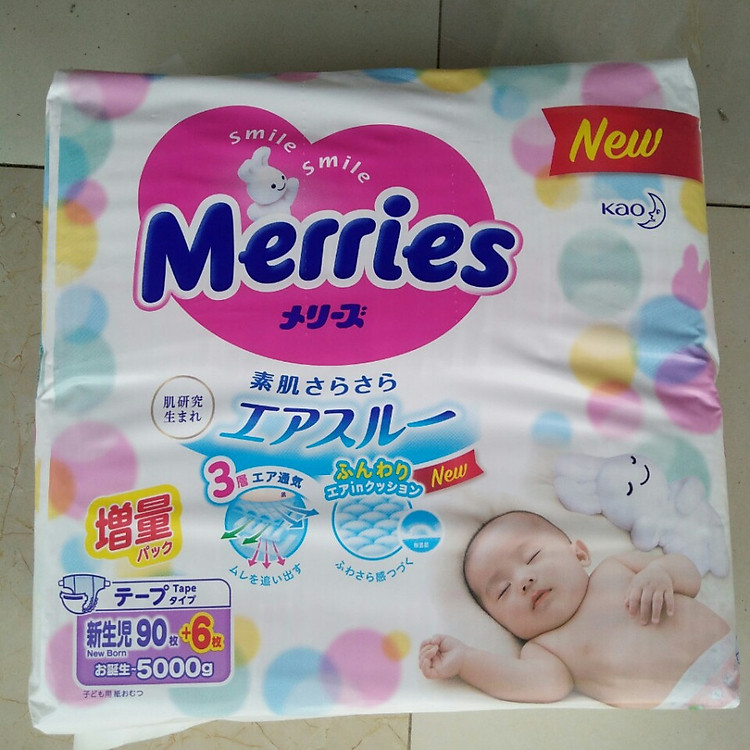 Smile Smile
New
Kao
Merries
メリーズ
素肌さらさら
エアスルー
肌研究
生まれ
3層エア通気
ふんわり
エアinクッション
New
肌
ムレを追い出す
ふわさら感つづく
増量
パック
テープ Tape
タイプ
新生児 90枚+6枚
New Born
お誕生~5000g
子ども用 紙おむつ